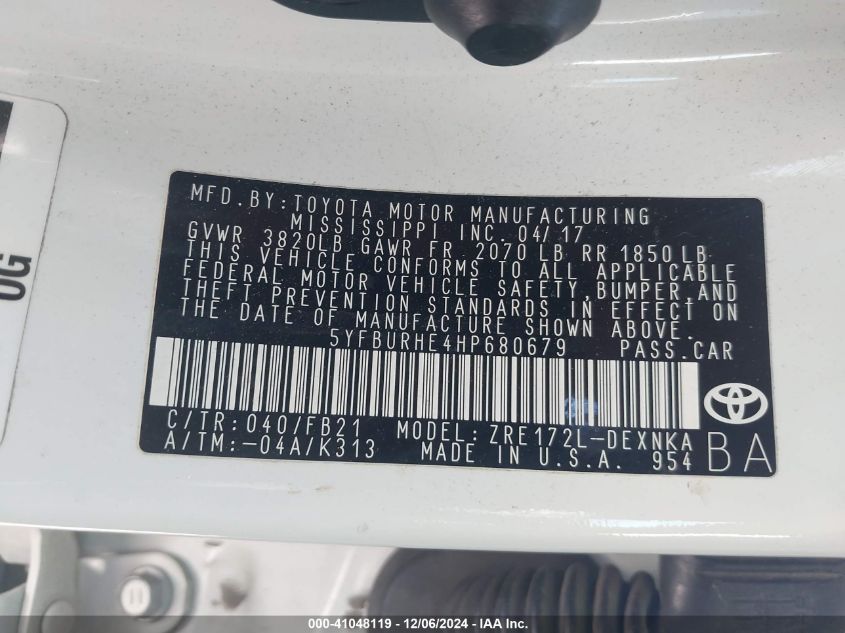 MFD.BY:TOYOTA MOTOR MANUFACTURING
MISSISSIPPI INC. 04/17
GVWR 3820LB GAWR FR 2070 LB RR 1850 LB
THIS VEHICLE CONFORMS TO ALL APPLICABLE
FEDERAL MOTOR VEHICLE SAFETY,BUMPER,AND
THEFT PREVENTION STANDARDS IN EFFECT ON
THE DATE OF MANUFACTURE SHOWN ABOVE.
5YFBURHE4HP680679 PASS.CAR
C/TR:040/FB21 MODEL: ZRE172L-DEXNKA
A/TM:-04A/K313 MADE IN U.S.A. 954
BA
OG
000-41048119 - 12/06/2024 - IAA Inc.